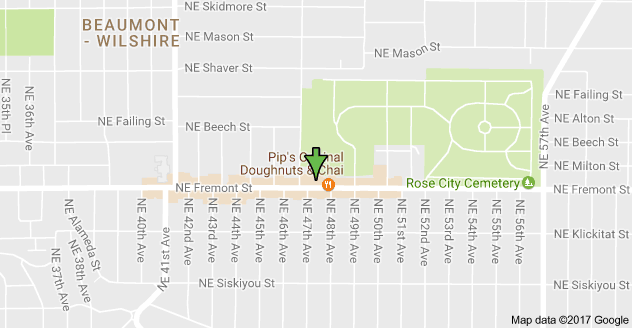 NE Skidmore St
BEAUMONT
- WILSHIRE
NE Mason St
NE Mason St
NE Shaver St
NE 35th Pl
NE 36th Ave
NE Failing St
NE Beech St
NE Failing St
NE Alton St
NE Beech St
NE Milton St
NE 57th Ave
Pip's Original
Doughnuts & Chai
Rose City Cemetery
NE Fremont St
NE Fremont St
NE 40th Ave
NE 41st Ave
NE 42nd Ave
NE 43rd Ave
NE 44th Ave
NE 45th Ave
NE 46th Ave
NE 47th Ave
NE 48th Ave
NE 49th Ave
NE 50th Ave
NE 51st Ave
NE 52nd Ave
NE 53rd Ave
NE 54th Ave
NE 55th Ave
NE 56th Ave
NE Alameda St
NE 37th Ave
NE 38th Ave
NE Klickitat St
NE Siskiyou St
NE Siskiyou St
Map data ©2017 Google